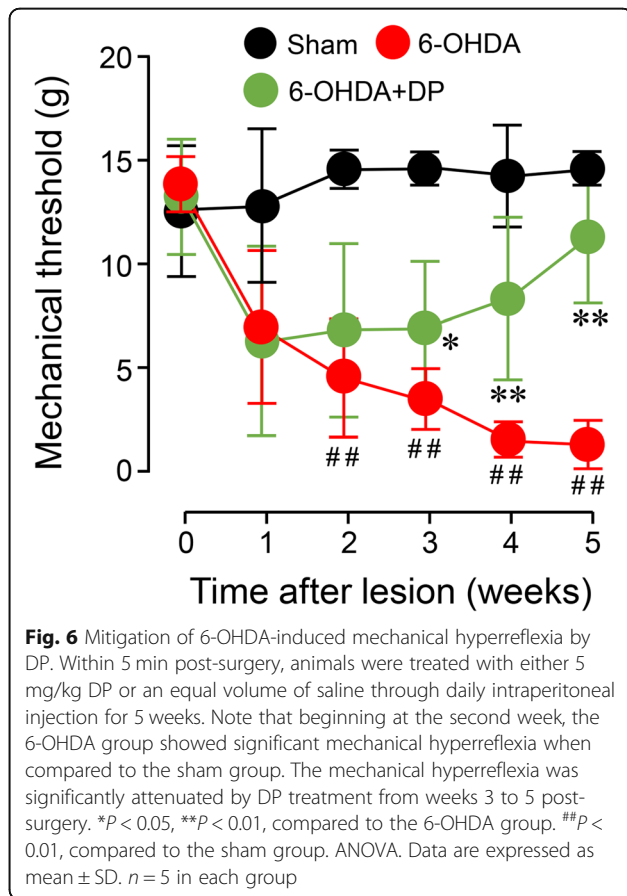 Sham 6-OHDA
6-OHDA+DP
Mechanical threshold (g)
20
15
10
5
0
*
**
**
## ## ## ##
0 1 2 3 4 5
Time after lesion (weeks)
Fig. 6 Mitigation of 6-OHDA-induced mechanical hyperreflexia by
DP. Within 5 min post-surgery, animals were treated with either 5
mg/kg DP or an equal volume of saline through daily intraperitoneal
injection for 5 weeks. Note that beginning at the second week, the
6-OHDA group showed significant mechanical hyperreflexia when
compared to the sham group. The mechanical hyperreflexia was
significantly attenuated by DP treatment from weeks 3 to 5 post-
surgery. *P < 0.05, **P < 0.01, compared to the 6-OHDA group. ##P <
0.01, compared to the sham group. ANOVA. Data are expressed as
mean ± SD. n = 5 in each group